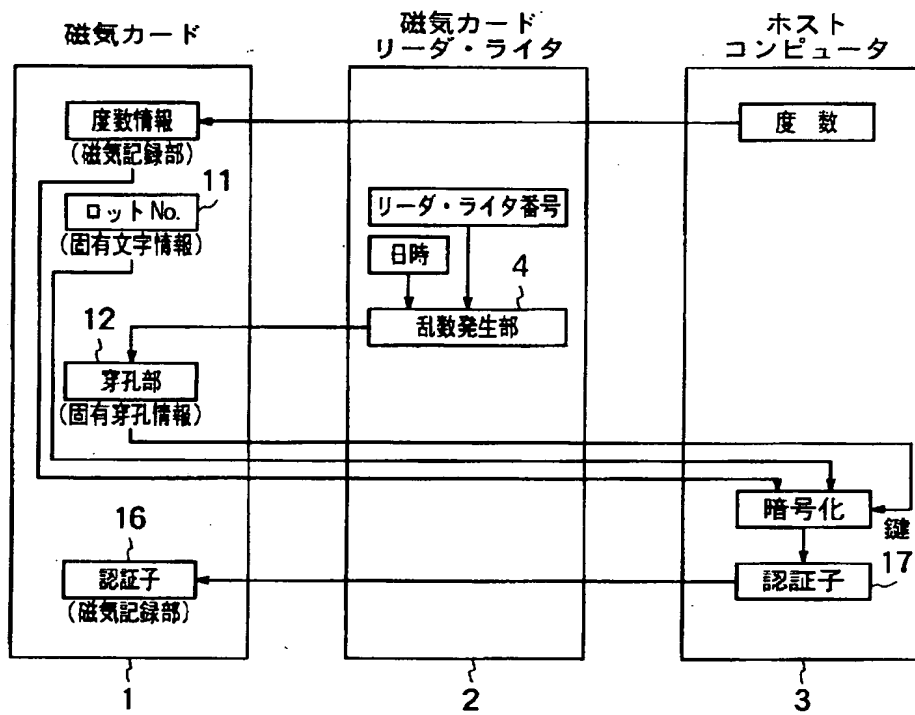 磁気カード
度数情報
(磁気記録部)
11
ロットNo.
(固有文字情報)
12
穿孔部
(固有穿孔情報)
16
認証子
(磁気記録部)
1
磁気カード
リーダ・ライタ
リーダ・ライタ番号
日時
4
乱数発生部
2
ホスト
コンピュータ
度数
暗号化
鍵
17
認証子
3